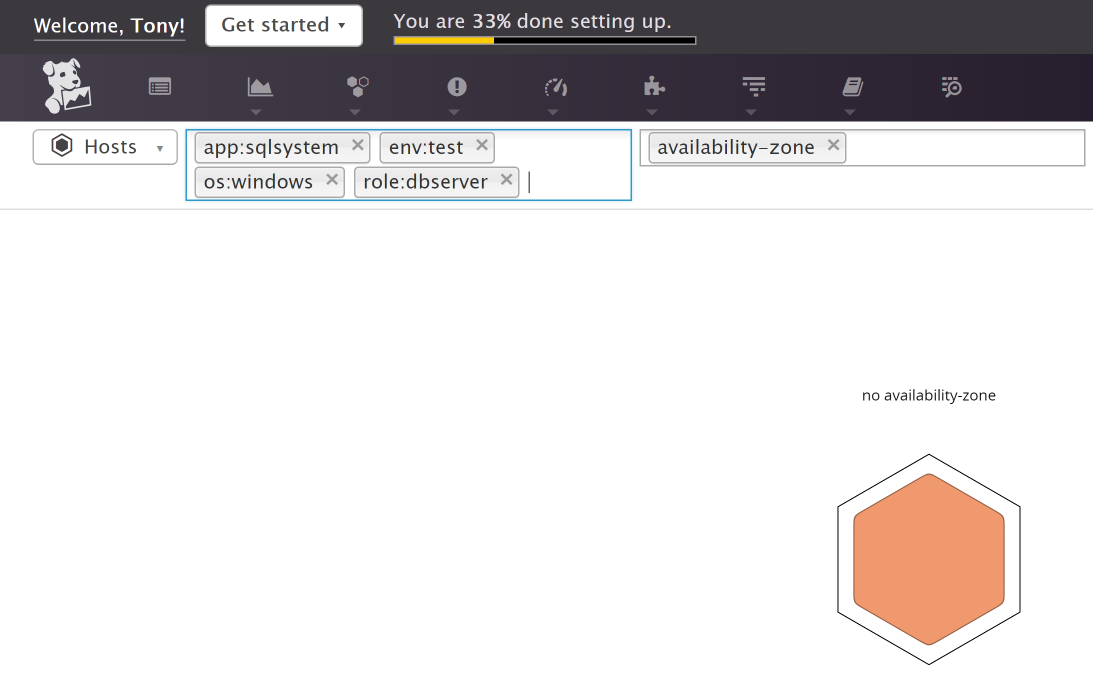 Welcome, Tony!
Get started
You are 33% done setting up.
Hosts
app:sqlsystem
env:test
os:windows
role:dbserver
availability-zone
no availability-zone